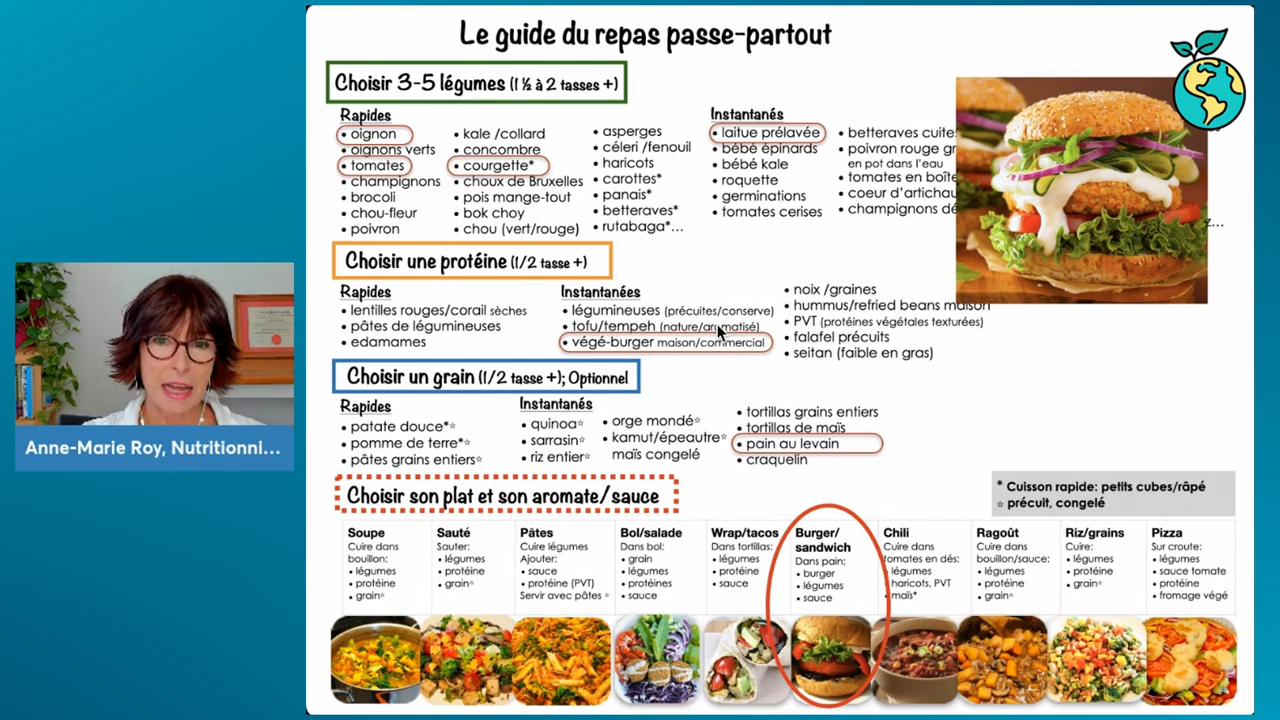 Le guide du repas passe-partout
Choisir 3-5 légumes (1 ½ à 2 tasses +)
Rapides
• oignon
• oignons verts
• tomates
• champignons
• brocoli
• chou-fleur
• poivron
• kale /collard
• concombre
• courgette*
• choux de Bruxelles
• pois mange-tout
• bok choy
• chou (vert/rouge)
• asperges
• céleri /fenouil
• haricots
• carottes*
• panais*
• betteraves*
• rutabaga*...
Instantanés
• laitue prélavée
• bébé épinards
• bébé kale
• roquette
• germinations
• tomates cerises
• betteraves cuite
• poivron rouge gr
en pot dans l'eau
• tomates en boîte
• coeur d'artichau
• champignons dé
z...
Choisir une protéine (1/2 tasse +)
Rapides
• lentilles rouges/corail sèches
• pâtes de légumineuses
• edamames
Instantanées
• légumineuses (précuites/conserve)
• tofu/tempeh (nature/aromatisé)
• végé-burger maison/commercial
• noix /graines
• hummus/refried beans maison
• PVT (protéines végétales texturées)
• falafel précuits
• seitan (faible en gras)
Choisir un grain (1/2 tasse +); Optionnel
Rapides
• patate douce*☆
• pomme de terre*☆
• pâtes grains entiers☆
Instantanés
• quinoa☆
• sarrasin☆
• riz entier☆
• orge mondé☆
• kamut/épeautre☆
maïs congelé
• tortillas grains entiers
• tortillas de maïs
• pain au levain
• craquelin
Choisir son plat et son aromate/sauce
* Cuisson rapide: petits cubes/râpé
☆ précuit, congelé
Soupe
Cuire dans
bouillon:
• légumes
• protéine
• grain☆
Sauté
Sauter:
• légumes
• protéine
• grain☆
Pâtes
Cuire légumes
Ajouter:
• sauce
• protéine (PVT)
Servir avec pâtes ☆
Bol/salade
Dans bol:
• grain
• légumes
• protéines
• sauce
Wrap/tacos
Dans tortillas:
• légumes
• protéine
• sauce
Burger/
sandwich
Dans pain:
• burger
• légumes
• sauce
Chili
Cuire dans
tomates en dés:
• légumes
• haricots, PVT
• maïs*
Ragoût
Cuire dans
bouillon/sauce:
• légumes
• protéine
• grain☆
Riz/grains
Cuire:
• légumes
• protéine
• grain☆
Pizza
Sur croute:
• légumes
• sauce tomate
• protéine
• fromage végé
Anne-Marie Roy, Nutritionni...